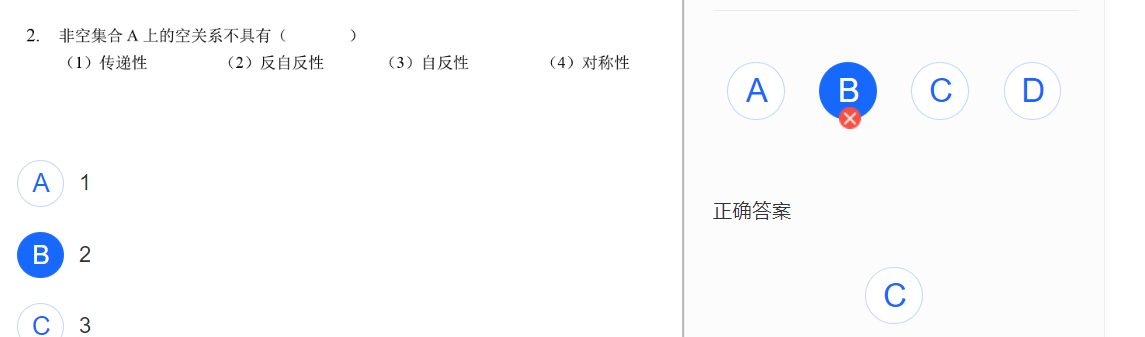 2. 非空集合 A 上的空关系不具有（ ）
（1）传递性 （2）反自反性 （3）自反性 （4）对称性
A 1
B 2
C 3
A B C D
正确答案
C